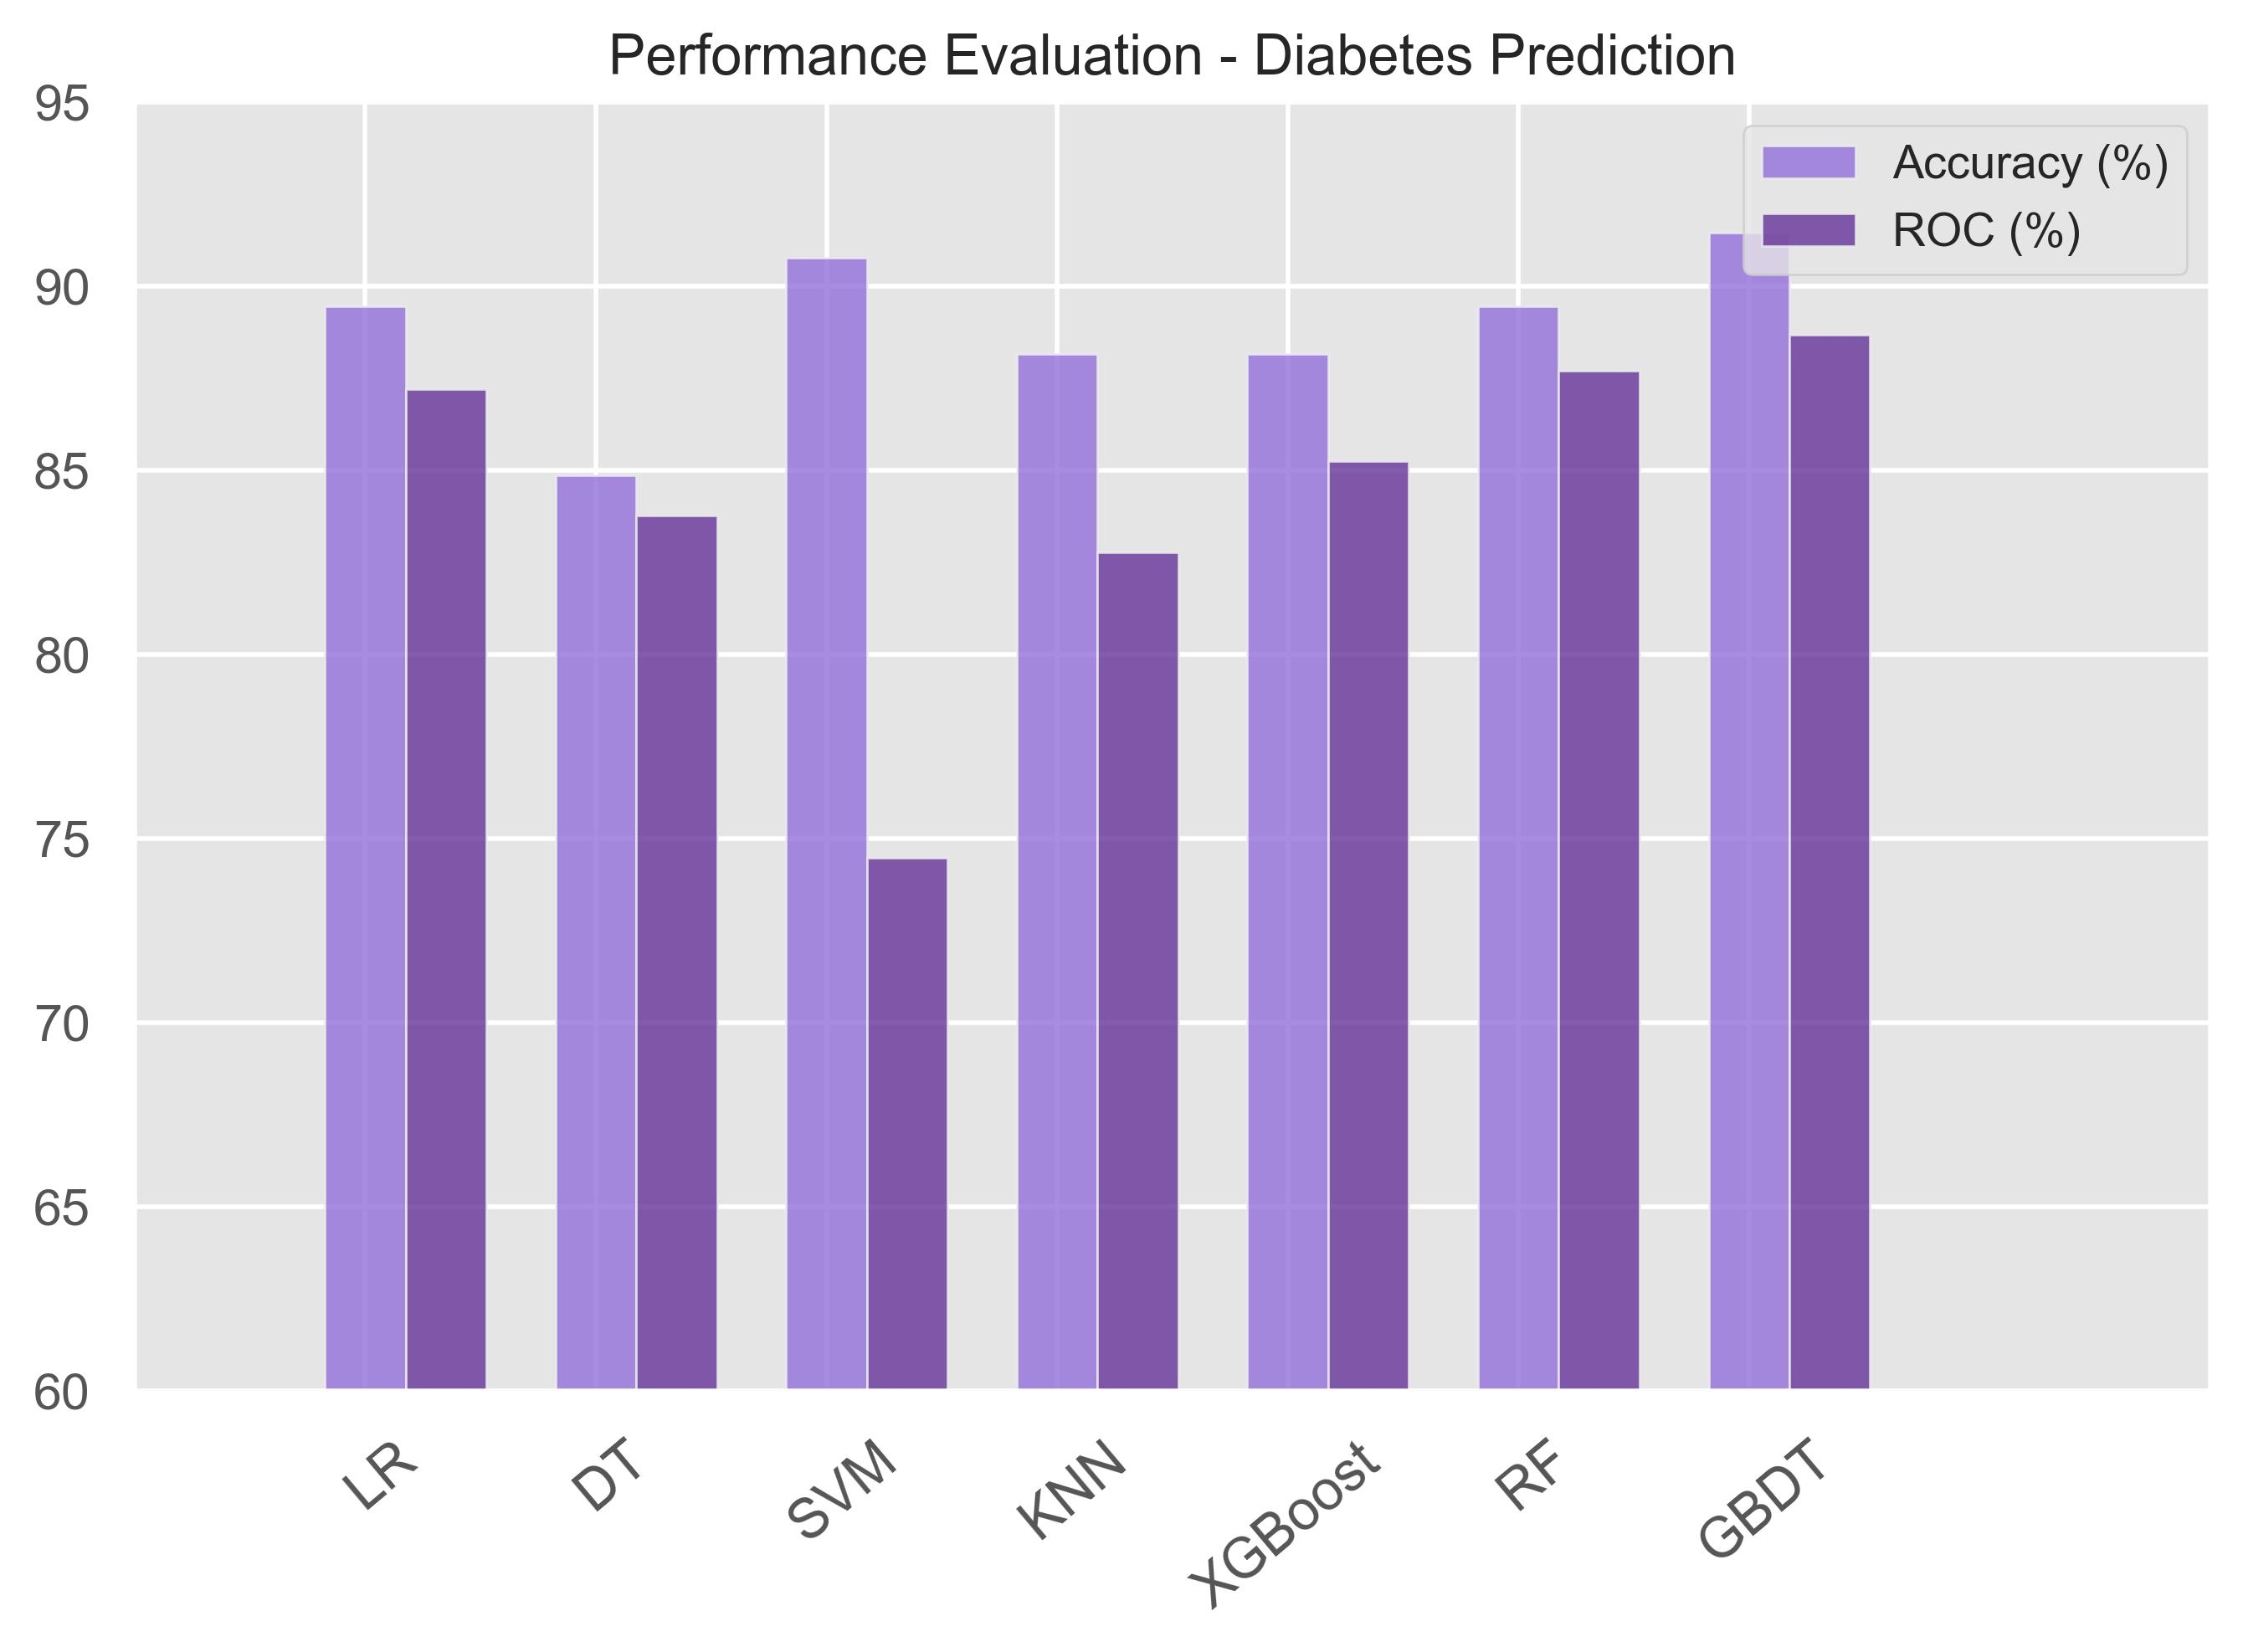 Performance Evaluation - Diabetes Prediction
95
90
85
80
75
70
65
60
Accuracy (%)
ROC (%)
LR
DT
SVM
KNN
XGBoost
RF
GBDT